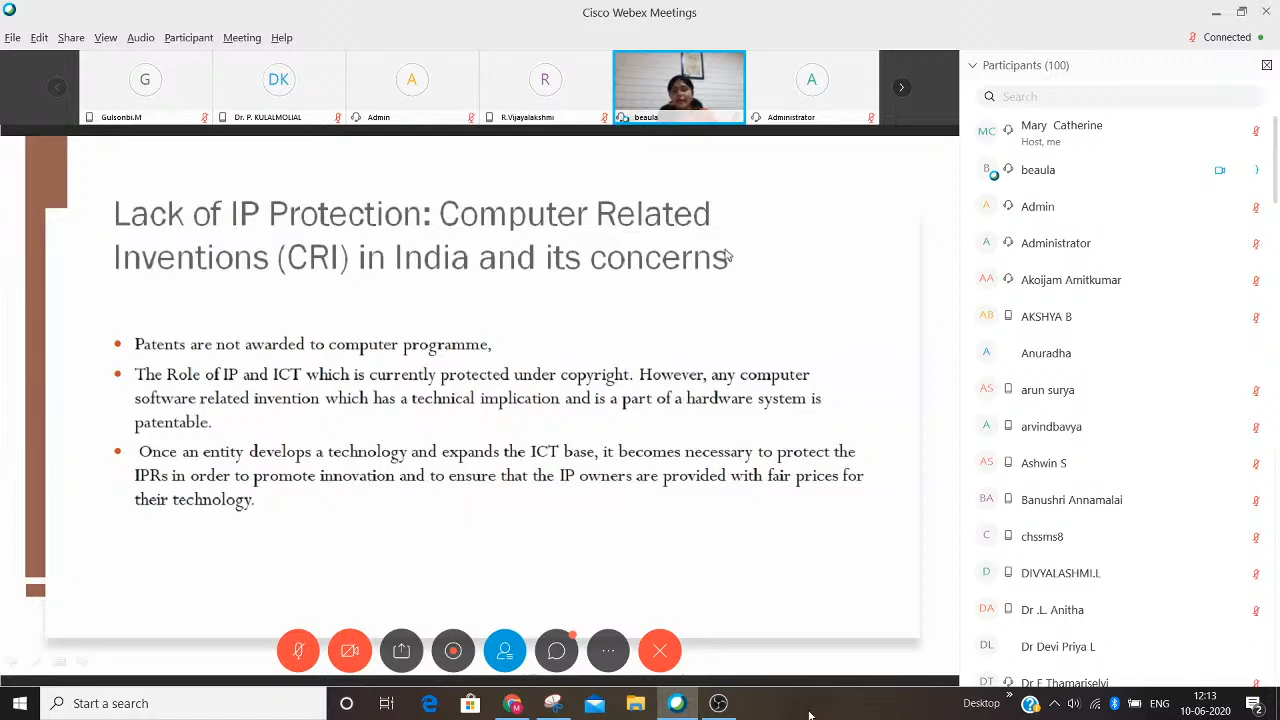 Cisco Webex Meetings
File Edit Share View Audio Participant Meeting Help
Connected
G
Gulsonbi.M
DK
Dr. P. KULALMOLIAL
A
Admin
R
R.Vijayalakshmi
beaula
A
Administrator
Participants (100)
Search
MC Mary Catherine
Host, me
B beaula
A Admin
A Administrator
AA Akoijam Amitkumar
AB AKSHYA B
A Anuradha
AS arun surya
A arvindbavya
AS Ashwin S
BA Banushri Annamalai
C chssms8
D DIVYALASHMI.L
DA Dr .L. Anitha
DL Dr Devi Priya L
DT Dr F Thamariselvi
Lack of IP Protection: Computer Related
Inventions (CRI) in India and its concerns
Patents are not awarded to computer programme,
The Role of IP and ICT which is currently protected under copyright. However, any computer
software related invention which has a technical implication and is a part of a hardware system is
patentable.
Once an entity develops a technology and expands the ICT base, it becomes necessary to protect the
IPRs in order to promote innovation and to ensure that the IP owners are provided with fair prices for
their technology.
Start a search
Desktop
ENG
12:13
10-06-2020
2